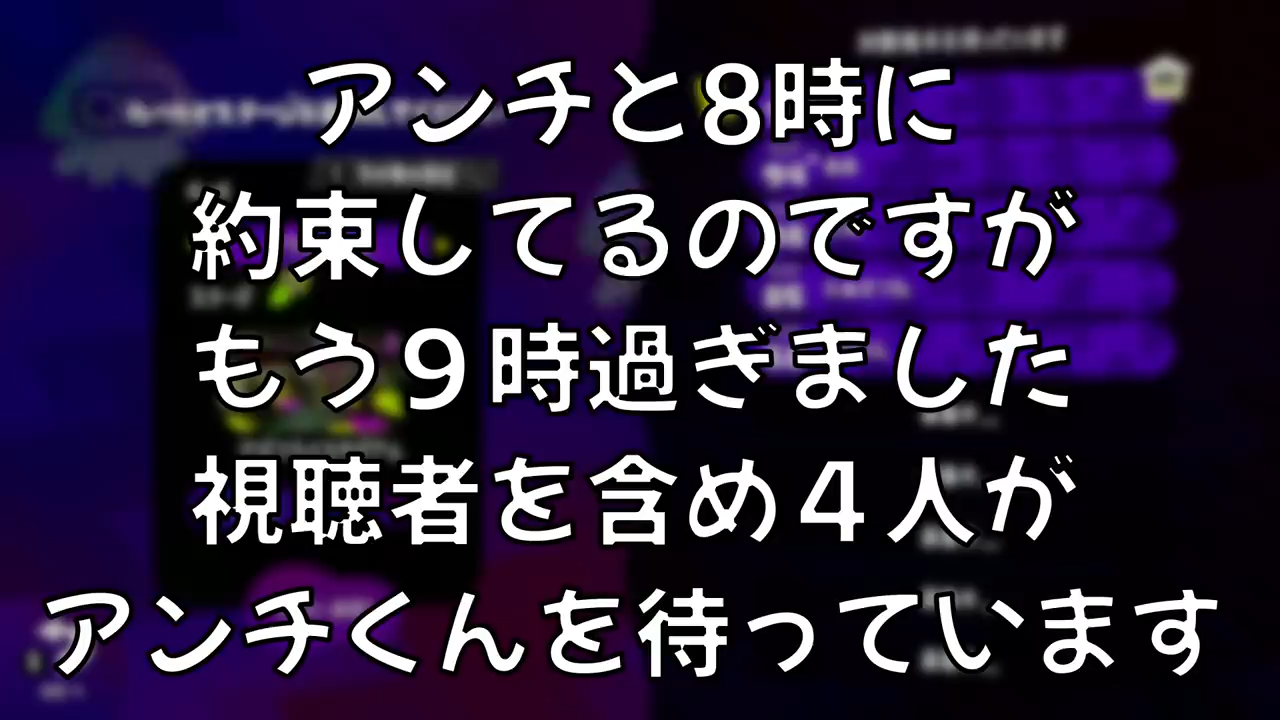 アンチと8時に
約束してるのですが
もう９時過ぎました
視聴者を含め４人が
アンチくんを待っています